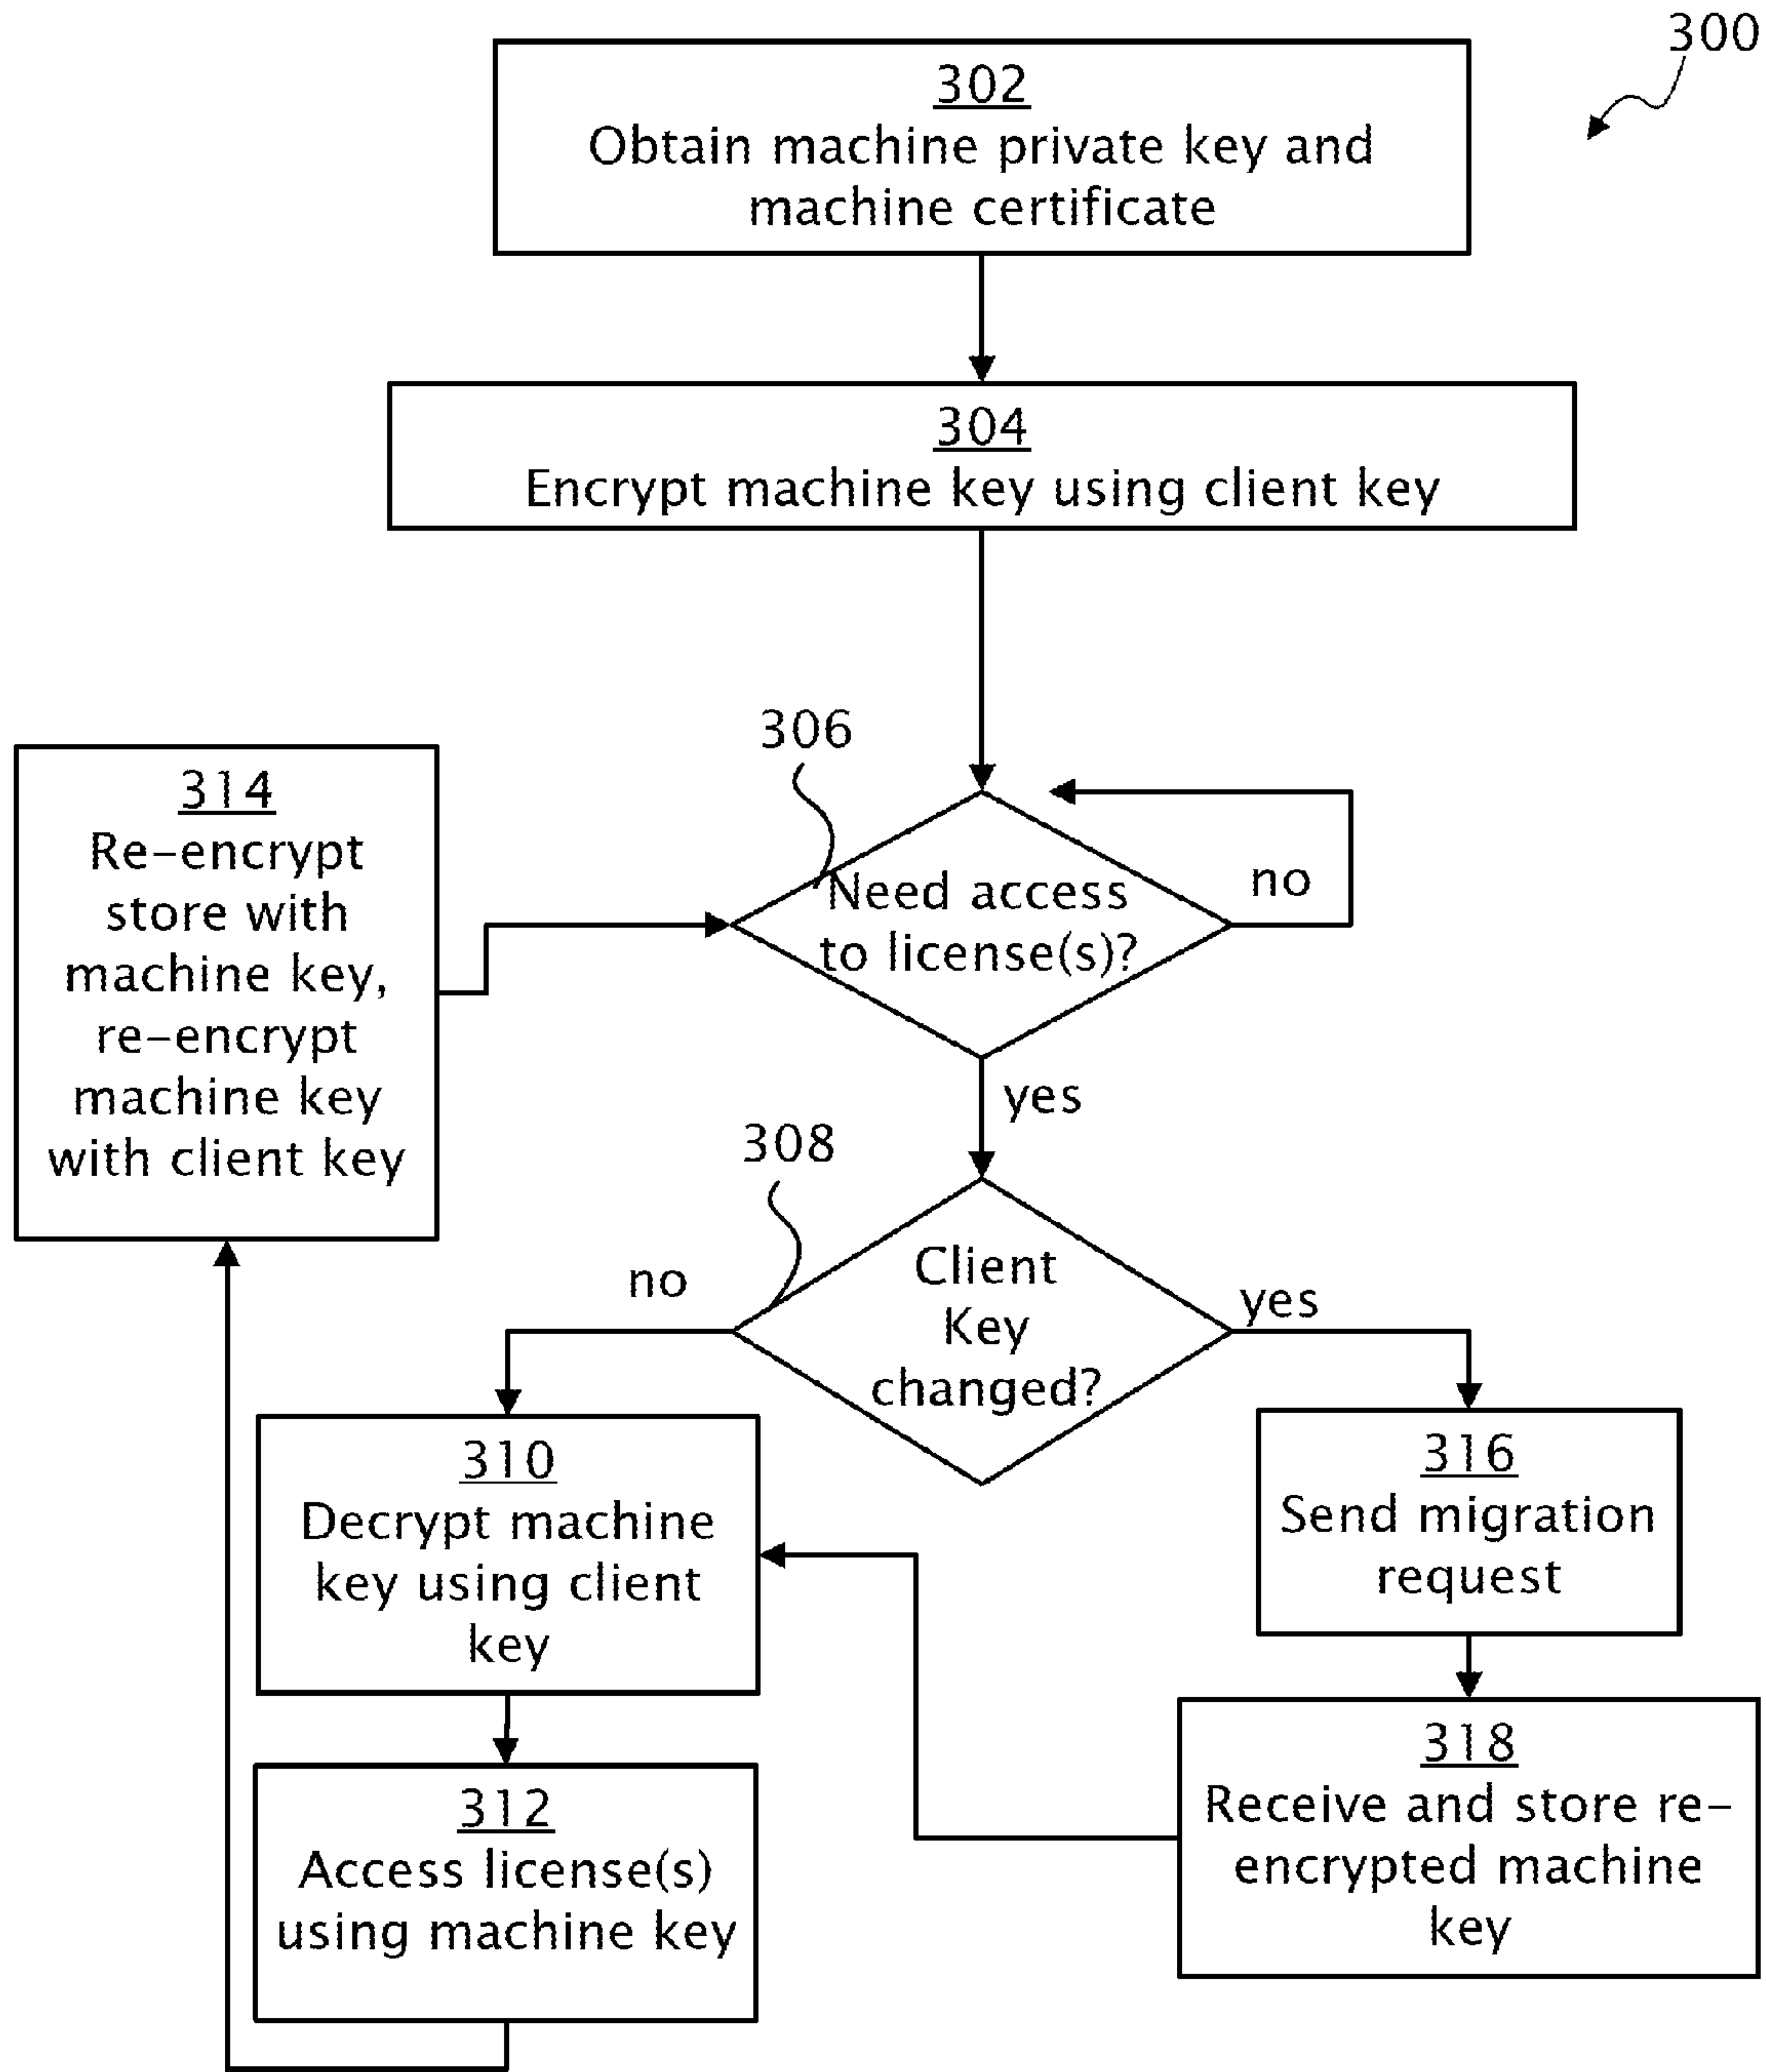 300
302
Obtain machine private key and
machine certificate
304
Encrypt machine key using client key
306
314
Re-encrypt
store with
machine key,
re-encrypt
machine key
with client key
Need access
to license(s)?
no
yes
308
Client
Key
changed?
no
yes
310
Decrypt machine
key using client
key
316
Send migration
request
312
Access license(s)
using machine key
318
Receive and store re-
encrypted machine
key